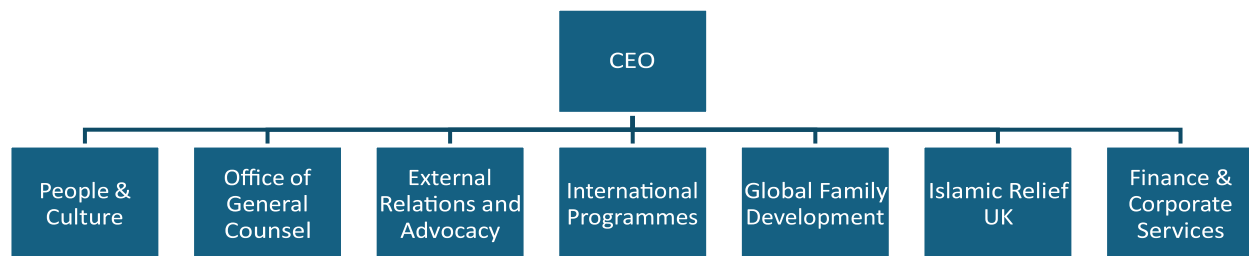 CEO
People &
Culture
Office of
General
Counsel
External
Relations and
Advocacy
International
Programmes
Global Family
Development
Islamic Relief
UK
Finance &
Corporate
Services